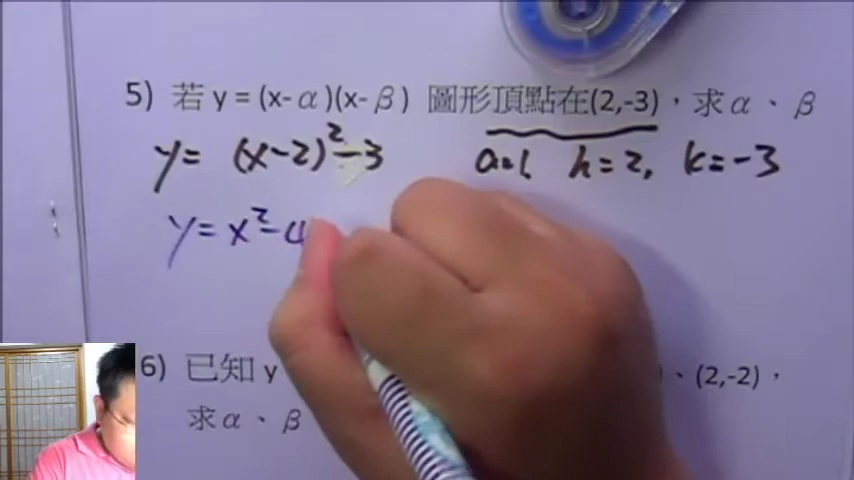 5) 若 y = (x- α )(x- β ) 圖形頂點在(2,-3)，求α、β
y = (x-2)²-3 a=1 h=2, k=-3
y = x²-4
6) 已知 y 、(2,-2)，
求α、β